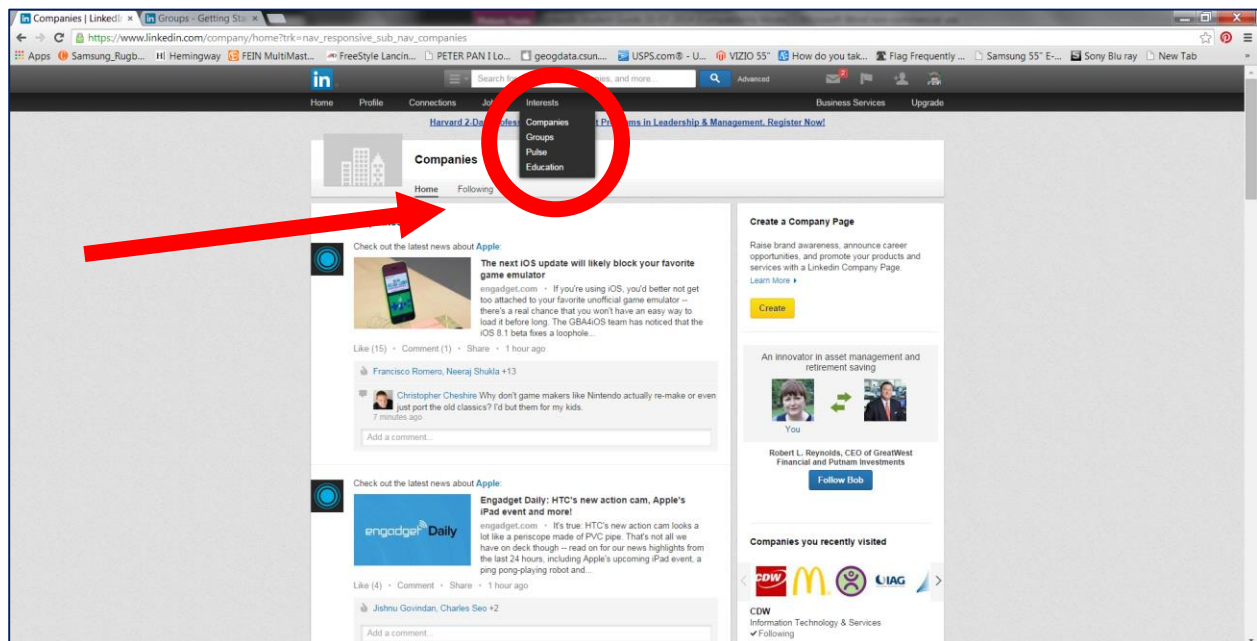 Companies | LinkedIn
Groups - Getting Sta
https://www.linkedin.com/company/home?trk=nav_responsive_sub_nav_companies
Apps Samsung_Rugb... Hemingway FEIN MultiMast... FreeStyle Lancin... PETER PAN I Lo... geogdata.csun.... USPS.com® - U... VIZIO 55" How do you tak... Flag Frequently ... Samsung 55" E-... Sony Blu ray New Tab
in Search for and more... Advanced 2
Home Profile Connections Interests Business Services Upgrade
Companies
Groups
Pulse
Education
Harvard 2-Day in Leadership & Management. Register Now!
Companies
Home Following
Check out the latest news about Apple:
The next iOS update will likely block your favorite
game emulator
engadget.com • If you're using iOS, you'd better not get
too attached to your favorite unofficial game emulator --
there's a real chance that you won't have an easy way to
load it before long. The GBA4iOS team has noticed that the
iOS 8.1 beta fixes a loophole...
Like (15) • Comment (1) • Share • 1 hour ago
Francisco Romero, Neeraj Shukla +13
Christopher Cheshire Why don't game makers like Nintendo actually re-make or even
just port the old classics? I'd but them for my kids.
7 minutes ago
Add a comment...
Check out the latest news about Apple:
engadget Daily
Engadget Daily: HTC's new action cam, Apple's
iPad event and more!
engadget.com • It's true: HTC's new action cam looks a
lot like a periscope made of PVC pipe. That's not all we
have on deck though -- read on for our news highlights from
the last 24 hours, including Apple's upcoming iPad event, a
ping pong-playing robot and...
Like (4) • Comment • Share • 1 hour ago
Jishnu Govindan, Charles Seo +2
Add a comment...
Create a Company Page
Raise brand awareness, announce career
opportunities, and promote your products and
services with a Linkedin Company Page.
Learn More
Create
An innovator in asset management and
retirement saving
You
Robert L. Reynolds, CEO of GreatWest
Financial and Putnam Investments
Follow Bob
Companies you recently visited
CDW IAG
CDW
Information Technology & Services
Following